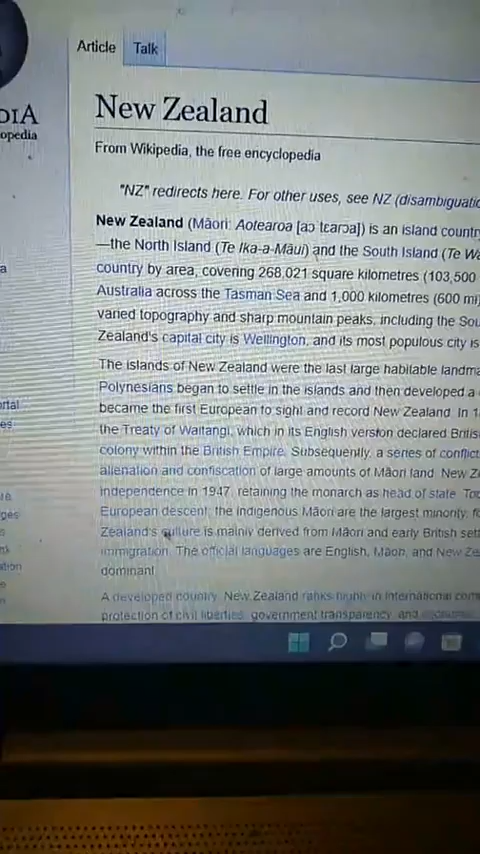 Article Talk
DIA
opedia
New Zealand
From Wikipedia, the free encyclopedia
"NZ" redirects here. For other uses, see NZ (disambiguatio
New Zealand (Māori: Aotearoa [aɔˈtɛaɾɔa]) is an island countr
—the North Island (Te Ika-a-Māui) and the South Island (Te Wa
country by area, covering 268,021 square kilometres (103,500
Australia across the Tasman Sea and 1,000 kilometres (600 mi)
varied topography and sharp mountain peaks, including the Sou
Zealand's capital city is Wellington, and its most populous city is
The islands of New Zealand were the last large habitable landma
Polynesians began to settle in the islands and then developed a
became the first European to sight and record New Zealand. In 1
the Treaty of Waitangi, which in its English version declared Britis
colony within the British Empire. Subsequently, a series of conflict
alienation and confiscation of large amounts of Māori land. New Z
independence in 1947, retaining the monarch as head of state. Tod
European descent; the indigenous Māori are the largest minority, fo
Zealand's culture is mainly derived from Māori and early British sett
immigration. The official languages are English, Māori, and New Ze
dominant
A developed country, New Zealand ranks highly in international com
protection of civil liberties, government transparency, and economic